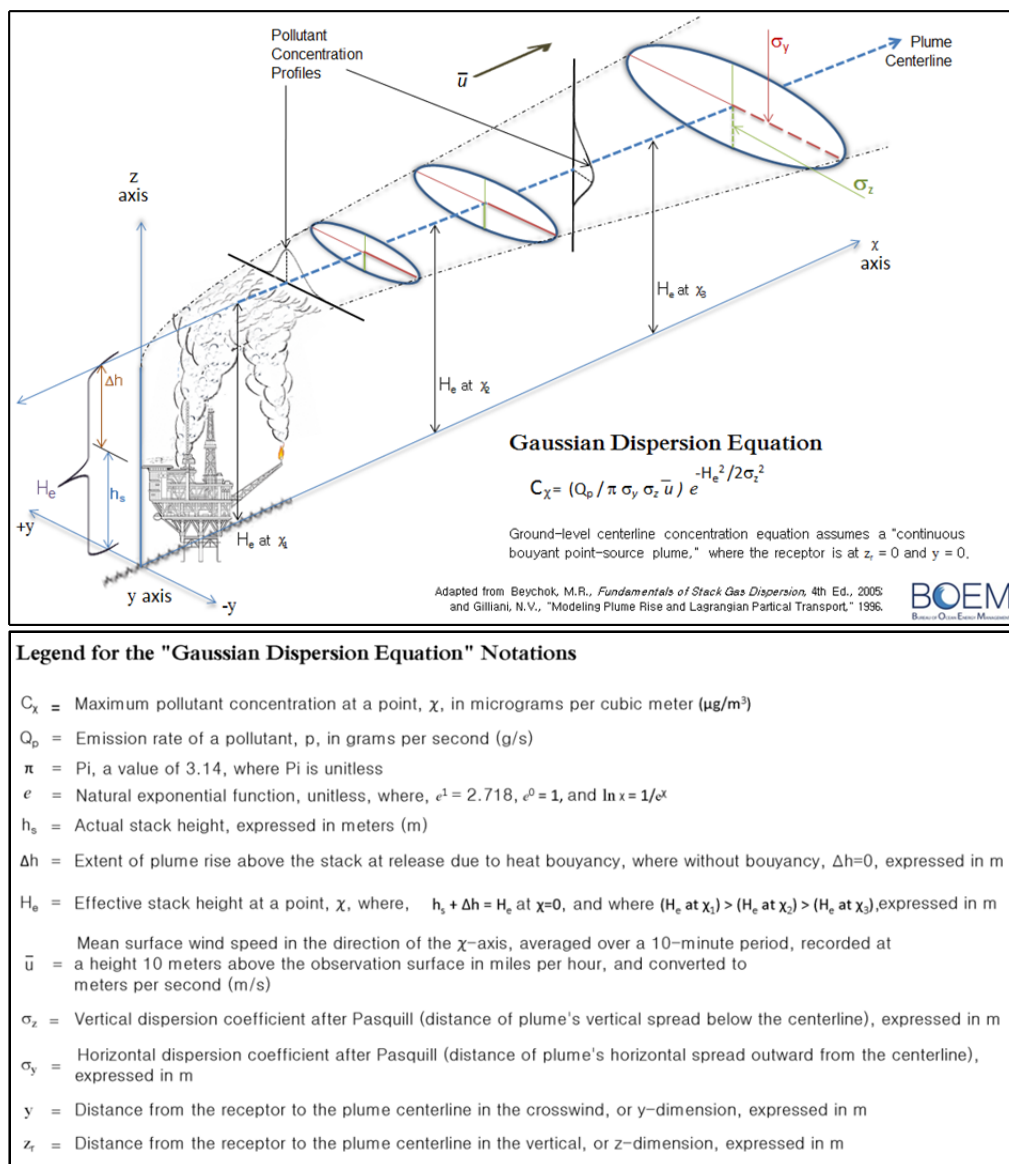 Pollutant
Concentration
Profiles
ū
σy
Plume
Centerline
z
axis
σz
χ
axis
He at χ3
Δh
He at χ2
He
hs
+y
He at χ1
y axis
-y
Gaussian Dispersion Equation
Cχ= (Qp / π σy σz ū ) e -He²/2σz²
Ground-level centerline concentration equation assumes a "continuous
bouyant point-source plume," where the receptor is at zr = 0 and y = 0.
Adapted from Beychok, M.R., Fundamentals of Stack Gas Dispersion, 4th Ed., 2005;
and Gilliani, N.V., "Modeling Plume Rise and Lagrangian Partical Transport," 1996.
BOEM
BUREAU OF OCEAN ENERGY MANAGEMENT
Legend for the "Gaussian Dispersion Equation" Notations
Cχ = Maximum pollutant concentration at a point, χ, in micrograms per cubic meter (μg/m³)
Qp = Emission rate of a pollutant, p, in grams per second (g/s)
π = Pi, a value of 3.14, where Pi is unitless
e = Natural exponential function, unitless, where, e¹ = 2.718, e⁰ = 1, and ln x = 1/eˣ
hs = Actual stack height, expressed in meters (m)
Δh = Extent of plume rise above the stack at release due to heat bouyancy, where without bouyancy, Δh=0, expressed in m
He = Effective stack height at a point, χ, where, hs + Δh = He at χ=0, and where (He at χ1) > (He at χ2) > (He at χ3),expressed in m
Mean surface wind speed in the direction of the χ-axis, averaged over a 10-minute period, recorded at
ū = a height 10 meters above the observation surface in miles per hour, and converted to
meters per second (m/s)
σz = Vertical dispersion coefficient after Pasquill (distance of plume's vertical spread below the centerline), expressed in m
σy = Horizontal dispersion coefficient after Pasquill (distance of plume's horizontal spread outward from the centerline),
expressed in m
y = Distance from the receptor to the plume centerline in the crosswind, or y-dimension, expressed in m
zr = Distance from the receptor to the plume centerline in the vertical, or z-dimension, expressed in m